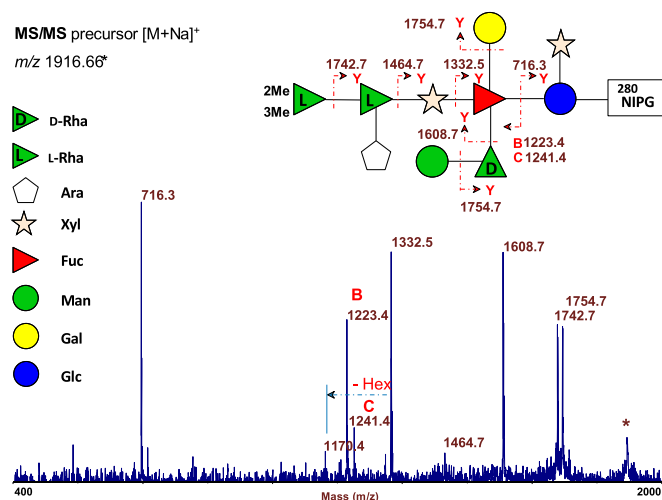 MS/MS precursor [M+Na]⁺
m/z 1916.66*
1754.7 Y
Gal
Xyl
1742.7 Y
1464.7 Y
1332.5 Y
716.3 Y
2Me
3Me
L
L
280
NIPG
Y
1608.7
B 1223.4
C 1241.4
D
Y
1754.7
D D-Rha
L L-Rha
Ara
Xyl
Fuc
Man
Gal
Glc
716.3
1332.5
1608.7
B
1223.4
1754.7
1742.7
- Hex
C
1241.4
1170.4
1464.7
*
400
2000
Mass (m/z)